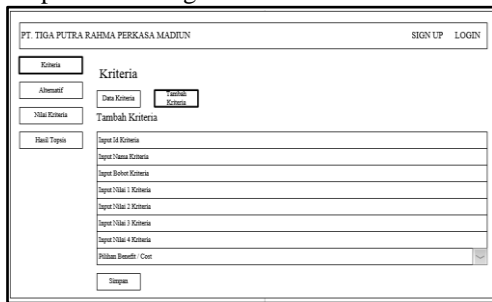 PT. TIGA PUTRA RAHMA PERKASA MADIUN SIGN UP LOGIN
Kriteria
Alternatif
Nilai Kriteria
Hasil Topsis
Kriteria
Data Kriteria
Tambah
Kriteria
Tambah Kriteria
Input Id Kriteria
Input Nama Kriteria
Input Bobot Kriteria
Input Nilai 1 Kriteria
Input Nilai 2 Kriteria
Input Nilai 3 Kriteria
Input Nilai 4 Kriteria
Pilihan Benefit / Cost
Simpan